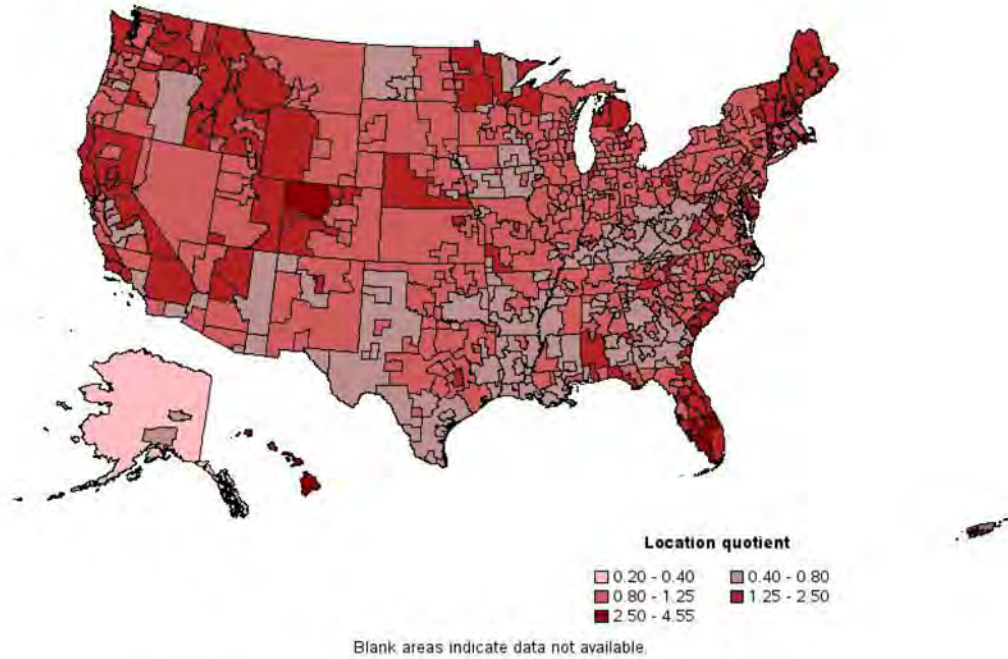 Location quotient
0.20 - 0.40 0.40 - 0.80
0.80 - 1.25 1.25 - 2.50
2.50 - 4.55
Blank areas indicate data not available.